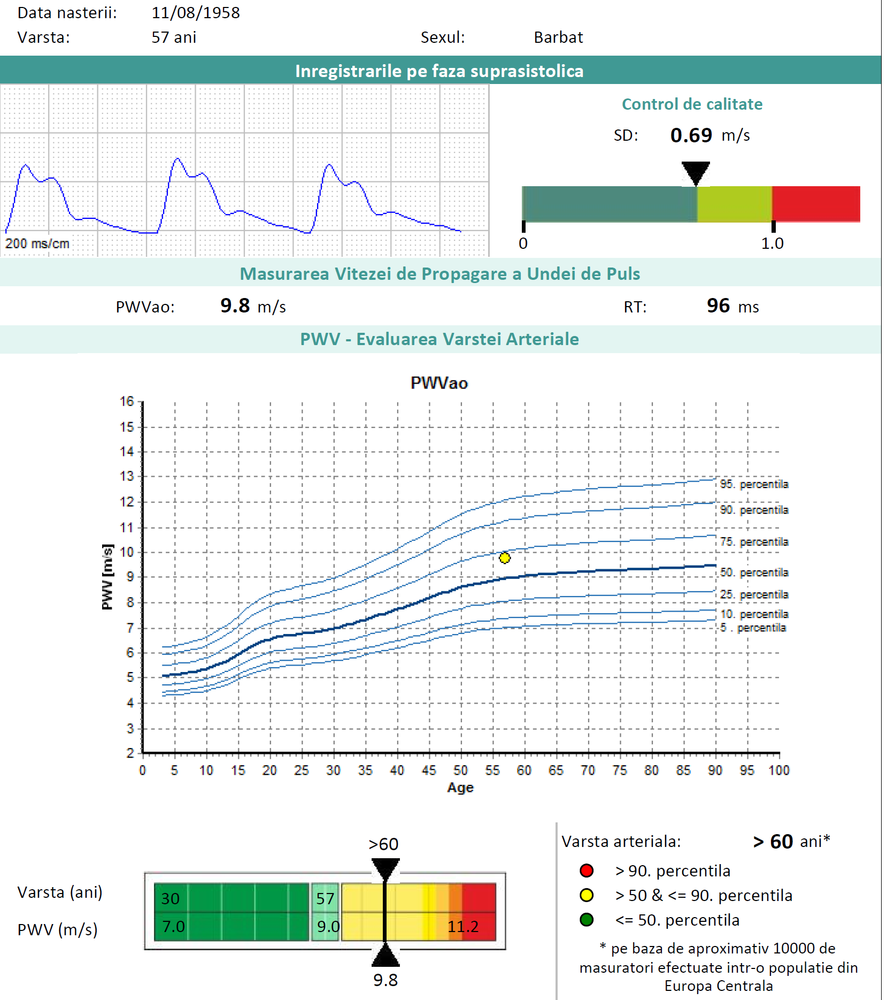 Data nasterii: 11/08/1958
Varsta: 57 ani Sexul: Barbat
Inregistrarile pe faza suprasistolica
200 ms/cm
Control de calitate
SD: 0.69 m/s
0 1.0
Masurarea Vitezei de Propagare a Undei de Puls
PWVao: 9.8 m/s RT: 96 ms
PWV - Evaluarea Varstei Arteriale
PWVao
PWV [m/s]
16
15
14
13
12
11
10
9
8
7
6
5
4
3
2
95. percentila
90. percentila
75. percentila
50. percentila
25. percentila
10. percentila
5 . percentila
0 5 10 15 20 25 30 35 40 45 50 55 60 65 70 75 80 85 90 95 100
Age
>60
Varsta (ani) 30 57
PWV (m/s) 7.0 9.0 11.2
9.8
Varsta arteriala: > 60 ani*
> 90. percentila
> 50 & <= 90. percentila
<= 50. percentila
* pe baza de aproximativ 10000 de
masuratori efectuate intr-o populatie din
Europa Centrala